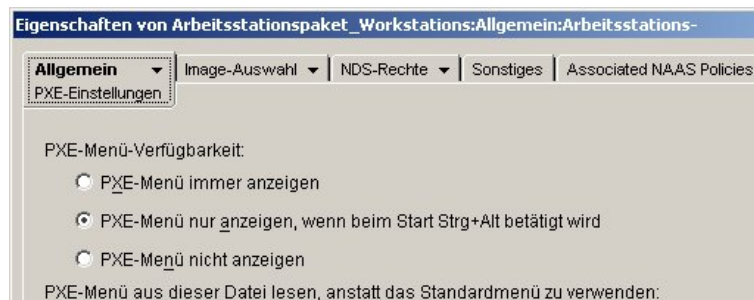 Eigenschaften von Arbeitsstationspaket_Workstations:Allgemein:Arbeitsstations-
Allgemein Image-Auswahl NDS-Rechte Sonstiges Associated NAAS Policies
PXE-Einstellungen
PXE-Menü-Verfügbarkeit:
PXE-Menü immer anzeigen
PXE-Menü nur anzeigen, wenn beim Start Strg+Alt betätigt wird
PXE-Menü nicht anzeigen
PXE-Menü aus dieser Datei lesen, anstatt das Standardmenü zu verwenden: